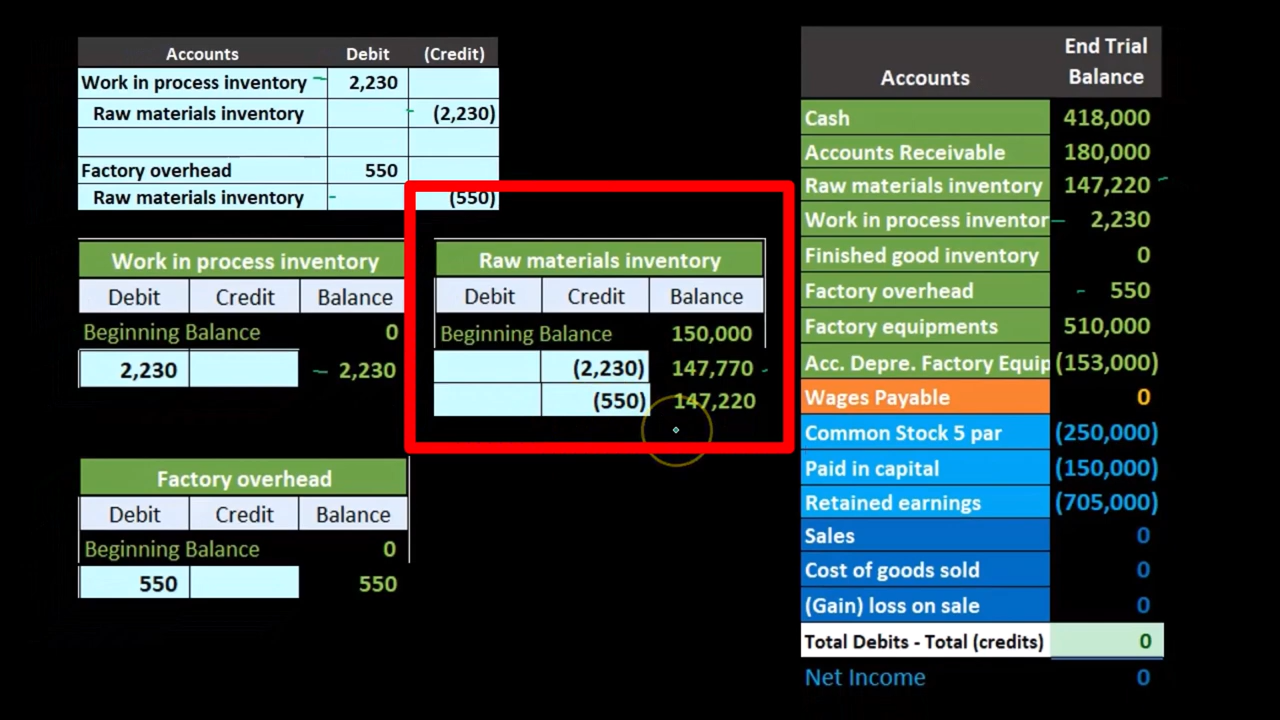 Accounts Debit (Credit)
Work in process inventory 2,230
Raw materials inventory (2,230)
Factory overhead 550
Raw materials inventory (550)
Work in process inventory
Debit Credit Balance
Beginning Balance 0
2,230 2,230
Raw materials inventory
Debit Credit Balance
Beginning Balance 150,000
(2,230) 147,770
(550) 147,220
Factory overhead
Debit Credit Balance
Beginning Balance 0
550 550
Accounts End Trial Balance
Cash 418,000
Accounts Receivable 180,000
Raw materials inventory 147,220
Work in process inventor 2,230
Finished good inventory 0
Factory overhead 550
Factory equipments 510,000
Acc. Depre. Factory Equip (153,000)
Wages Payable 0
Common Stock 5 par (250,000)
Paid in capital (150,000)
Retained earnings (705,000)
Sales 0
Cost of goods sold 0
(Gain) loss on sale 0
Total Debits - Total (credits) 0
Net Income 0